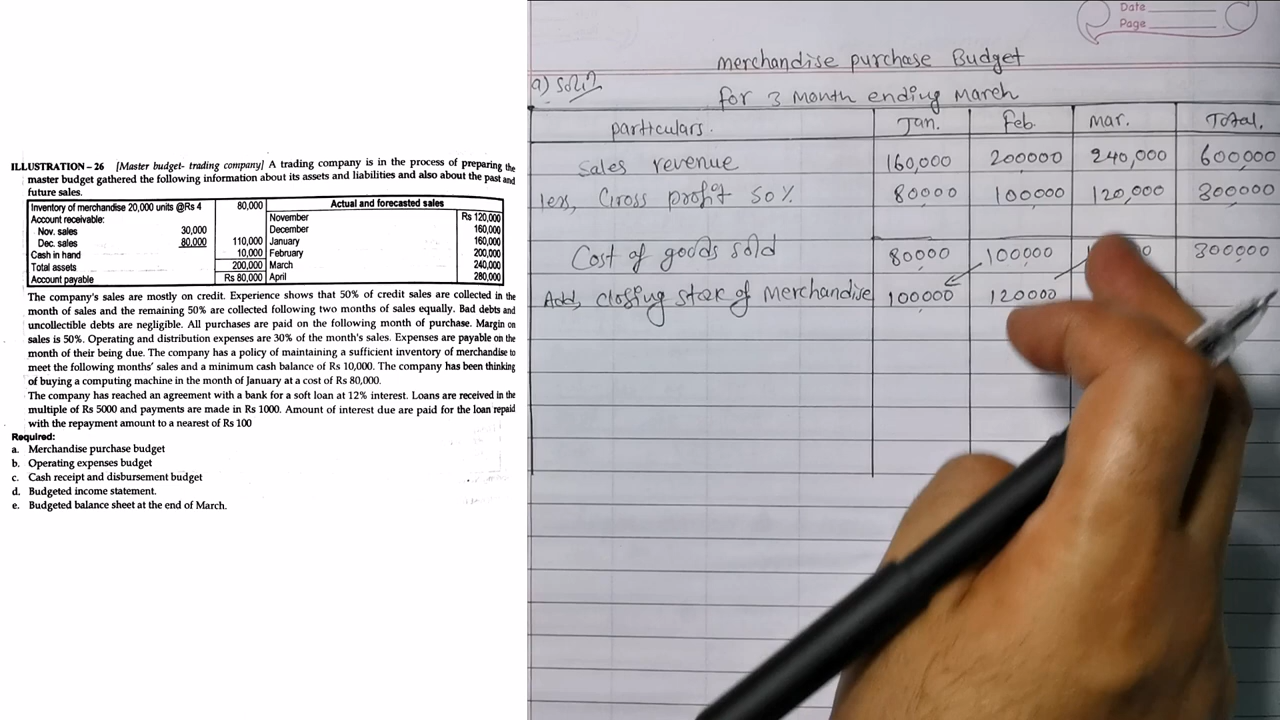 ILLUSTRATION – 26 [Master budget- trading company] A trading company is in the process of preparing the
master budget gathered the following information about its assets and liabilities and also about the past and
future sales.
Inventory of merchandise 20,000 units @Rs 4 80,000 Actual and forecasted sales
Account receivable: November Rs 120,000
Nov. sales 30,000 December 160,000
Dec. sales 80,000 110,000 January 160,000
Cash in hand 10,000 February 200,000
Total assets 200,000 March 240,000
Account payable Rs 80,000 April 280,000
The company's sales are mostly on credit. Experience shows that 50% of credit sales are collected in the
month of sales and the remaining 50% are collected following two months of sales equally. Bad debts and
uncollectible debts are negligible. All purchases are paid on the following month of purchase. Margin on
sales is 50%. Operating and distribution expenses are 30% of the month's sales. Expenses are payable on the
month of their being due. The company has a policy of maintaining a sufficient inventory of merchandise to
meet the following months' sales and a minimum cash balance of Rs 10,000. The company has been thinking
of buying a computing machine in the month of January at a cost of Rs 80,000.
The company has reached an agreement with a bank for a soft loan at 12% interest. Loans are received in the
multiple of Rs 5000 and payments are made in Rs 1000. Amount of interest due are paid for the loan repaid
with the repayment amount to a nearest of Rs 100
Required:
a. Merchandise purchase budget
b. Operating expenses budget
c. Cash receipt and disbursement budget
d. Budgeted income statement.
e. Budgeted balance sheet at the end of March.
Date
Page
merchandise purchase Budget
a) Solⁿ
for 3 month ending March
particulars. Jan. Feb. Mar. Total.
Sales revenue 160,000 200000 240,000 600,000
less, Gross profit 50% 80000 100000 120,000 300000
Cost of goods sold 80000 100000 300000
Add, closing stock of Merchandise 100000 120000